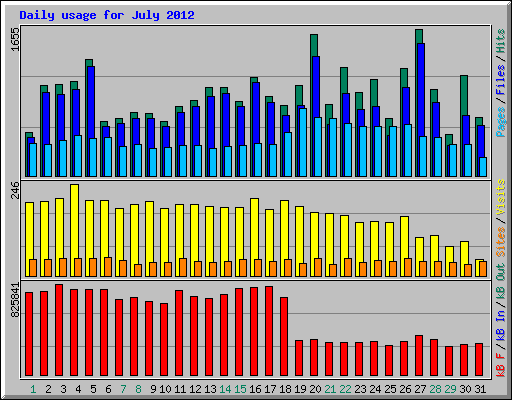 Daily usage for July 2012
1655
Pages / Files / Hits
246
Sites / Visits
825841
kB F / kB In / kB Out
1 2 3 4 5 6 7 8 9 10 11 12 13 14 15 16 17 18 19 20 21 22 23 24 25 26 27 28 29 30 31